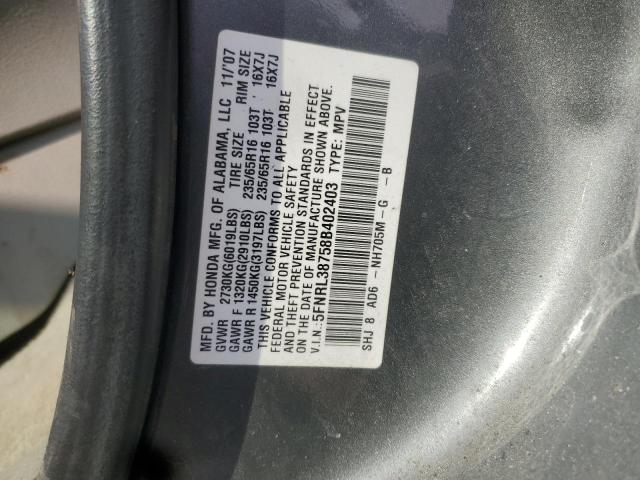 MFD. BY HONDA MFG. OF ALABAMA, LLC 11/'07
GVWR 2730KG(6019LBS) TIRE SIZE RIM SIZE
GAWR F 1320KG(2910LBS) 235/65R16 103T 16X7J
GAWR R 1450KG(3197LBS) 235/65R16 103T 16X7J
THIS VEHICLE CONFORMS TO ALL APPLICABLE
FEDERAL MOTOR VEHICLE SAFETY
AND THEFT PREVENTION STANDARDS IN EFFECT
ON THE DATE OF MANUFACTURE SHOWN ABOVE.
V.I.N.:5FNRL38758B402403 TYPE: MPV
SHJ 8 AD6 -NH705M-G -B